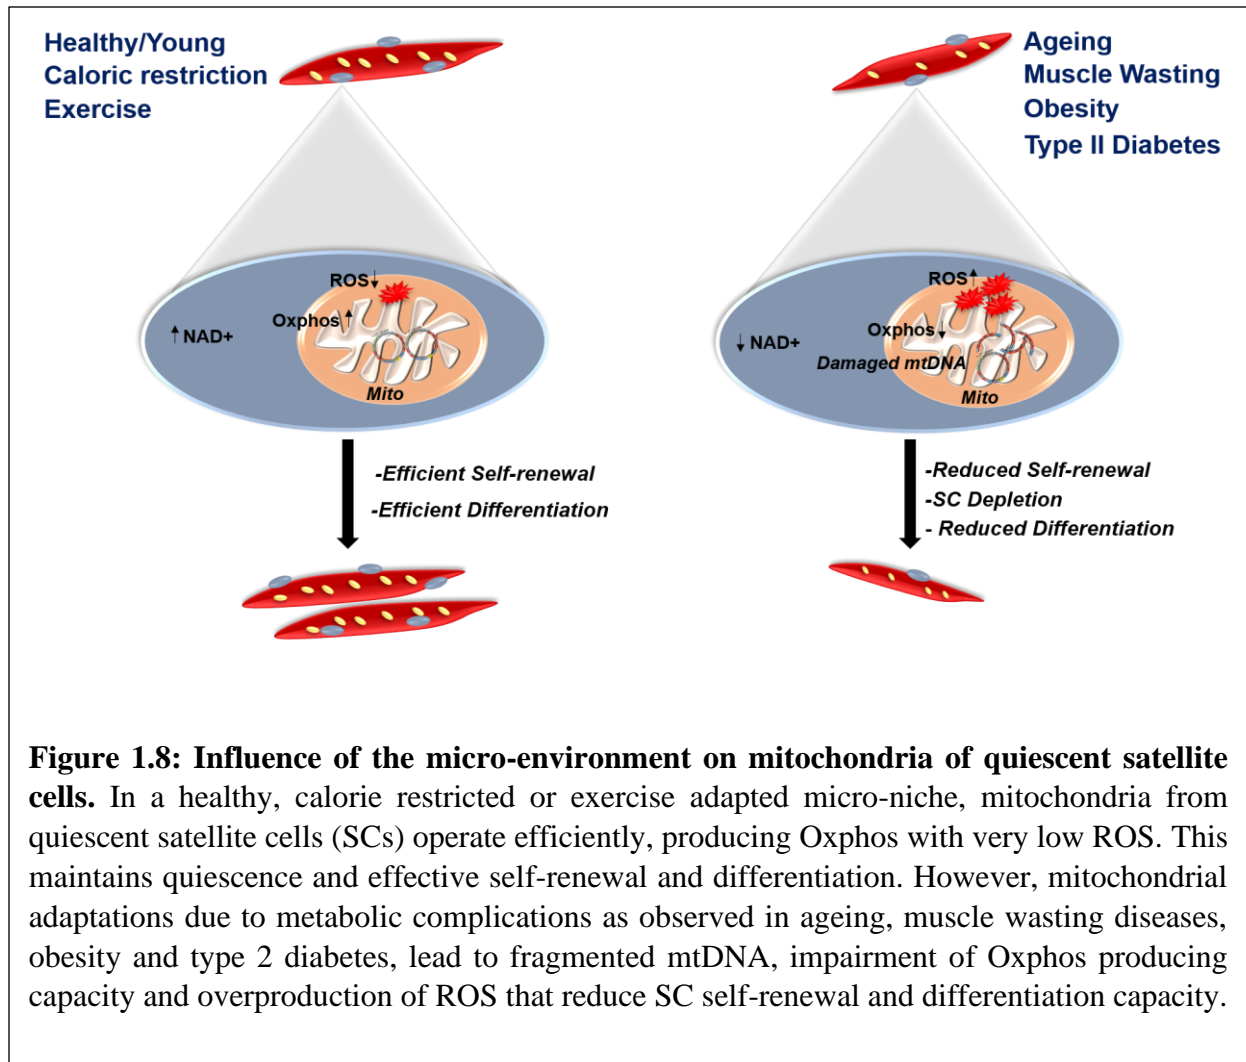 Healthy/Young
Caloric restriction
Exercise
Ageing
Muscle Wasting
Obesity
Type II Diabetes
ROS↓
Oxphos↑
↑NAD+
Mito
ROS↑
Oxphos↓
↓ NAD+
Damaged mtDNA
Mito
-Efficient Self-renewal
-Efficient Differentiation
-Reduced Self-renewal
-SC Depletion
- Reduced Differentiation
Figure 1.8: Influence of the micro-environment on mitochondria of quiescent satellite
cells. In a healthy, calorie restricted or exercise adapted micro-niche, mitochondria from
quiescent satellite cells (SCs) operate efficiently, producing Oxphos with very low ROS. This
maintains quiescence and effective self-renewal and differentiation. However, mitochondrial
adaptations due to metabolic complications as observed in ageing, muscle wasting diseases,
obesity and type 2 diabetes, lead to fragmented mtDNA, impairment of Oxphos producing
capacity and overproduction of ROS that reduce SC self-renewal and differentiation capacity.